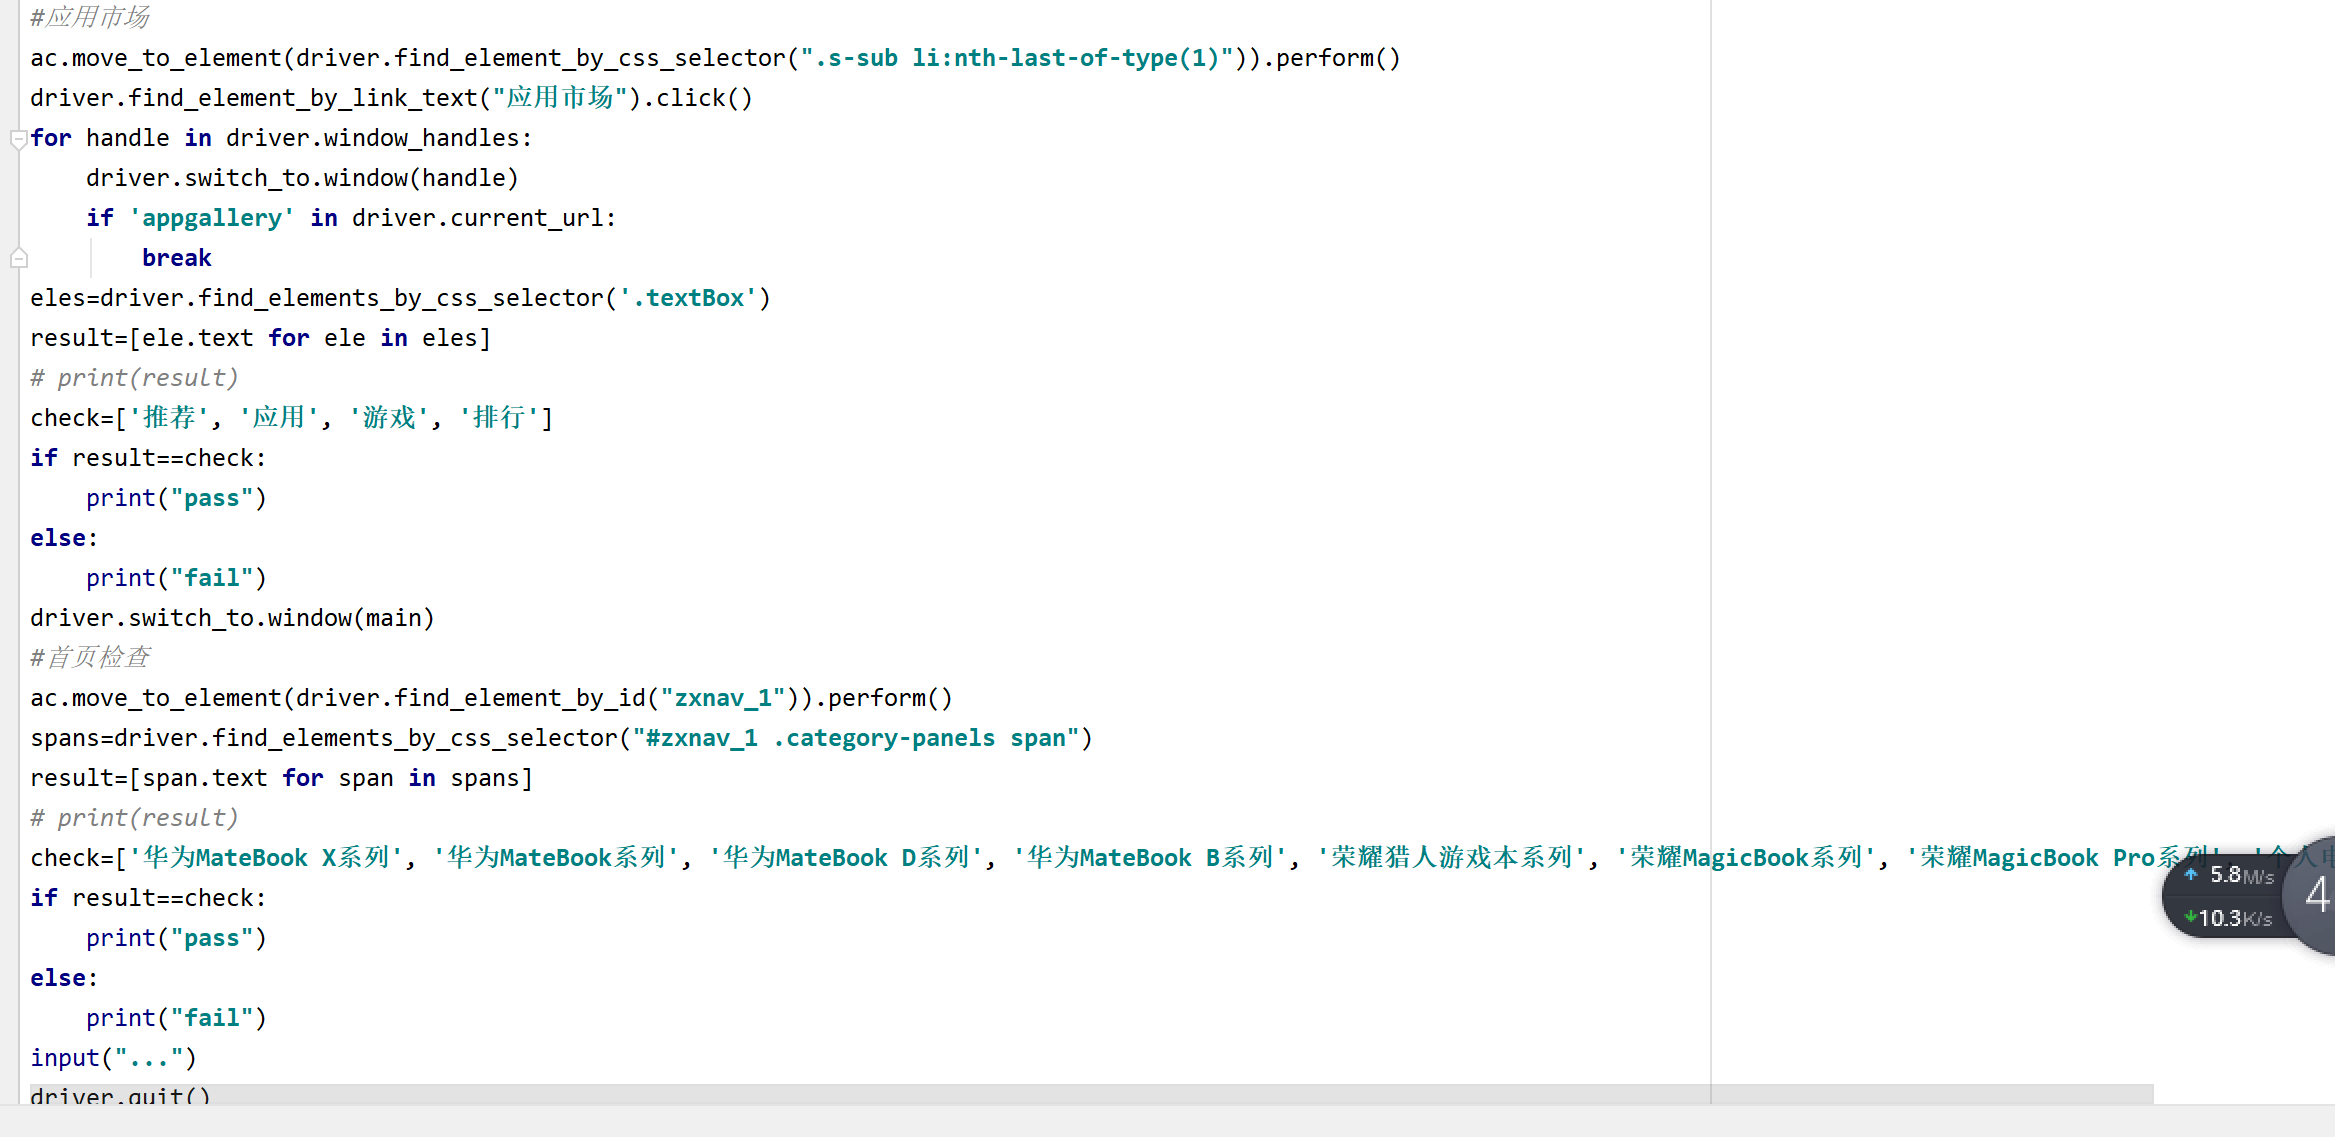 #应用市场
ac.move_to_element(driver.find_element_by_css_selector(".s-sub li:nth-last-of-type(1)")).perform()
driver.find_element_by_link_text("应用市场").click()
for handle in driver.window_handles:
    driver.switch_to.window(handle)
    if 'appgallery' in driver.current_url:
        break
eles=driver.find_elements_by_css_selector('.textBox')
result=[ele.text for ele in eles]
# print(result)
check=['推荐', '应用', '游戏', '排行']
if result==check:
    print("pass")
else:
    print("fail")
driver.switch_to.window(main)
#首页检查
ac.move_to_element(driver.find_element_by_id("zxnav_1")).perform()
spans=driver.find_elements_by_css_selector("#zxnav_1 .category-panels span")
result=[span.text for span in spans]
# print(result)
check=['华为MateBook X系列', '华为MateBook系列', '华为MateBook D系列', '华为MateBook B系列', '荣耀猎人游戏本系列', '荣耀MagicBook系列', '荣耀MagicBook Pro系列', '个人
if result==check:
    print("pass")
else:
    print("fail")
input("...")
driver.quit()
5.8M/s
10.3K/s
4